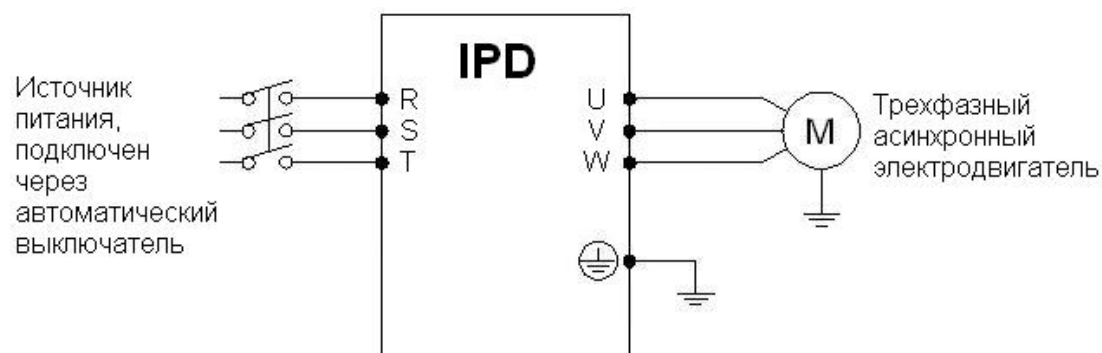 IPD
Источник
питания,
подключен
через
автоматический
выключатель
R
S
T
U
V
W
M
Трехфазный
асинхронный
электродвигатель